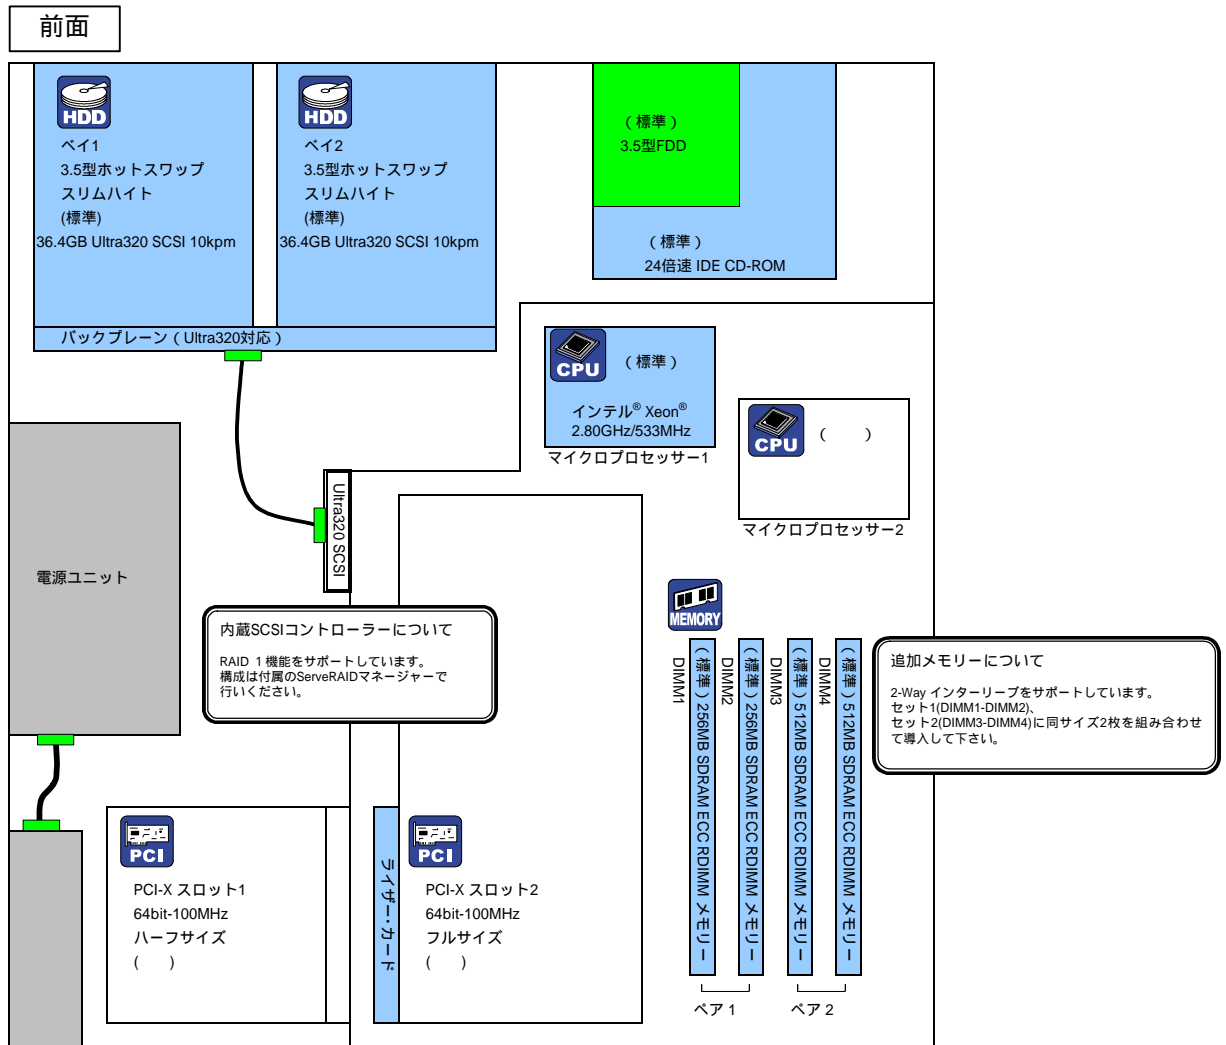 前面
HDD
ベイ1
3.5型ホットスワップ
スリムハイト
(標準)
36.4GB Ultra320 SCSI 10kpm
HDD
ベイ2
3.5型ホットスワップ
スリムハイト
(標準)
36.4GB Ultra320 SCSI 10kpm
(標準)
3.5型FDD
(標準)
24倍速 IDE CD-ROM
バックプレーン(Ultra320対応)
CPU
(標準)
インテル® Xeon®
2.80GHz/533MHz
マイクロプロセッサー1
CPU
( )
マイクロプロセッサー2
Ultra320 SCSI
電源ユニット
内蔵SCSIコントローラーについて
RAID 1機能をサポートしています。
構成は付属のServeRAIDマネージャーで
行いください。
MEMORY
DIMM1
(標準)256MB SDRAM ECC RDIMM メモリー
DIMM2
(標準)256MB SDRAM ECC RDIMM メモリー
DIMM3
(標準)512MB SDRAM ECC RDIMM メモリー
DIMM4
(標準)512MB SDRAM ECC RDIMM メモリー
ペア 1
ペア 2
追加メモリーについて
2-Way インターリーブをサポートしています。
セット1(DIMM1-DIMM2)、
セット2(DIMM3-DIMM4)に同サイズ2枚を組み合わせ
て導入して下さい。
PCI
PCI-X スロット1
64bit-100MHz
ハーフサイズ
( )
ライザー・カード
PCI
PCI-X スロット2
64bit-100MHz
フルサイズ
( )